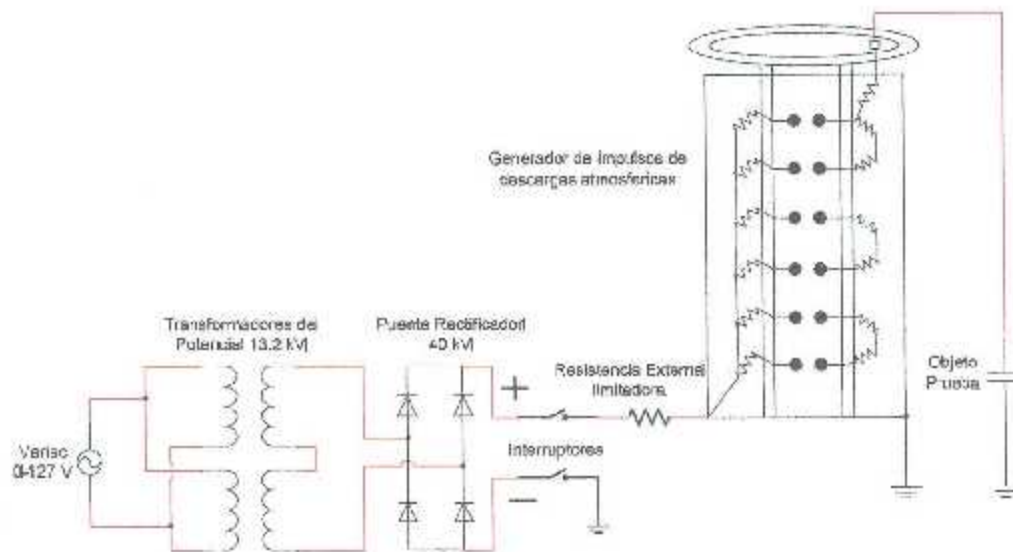 Generador de impulsos de
descargas atmosfericas
Transformadores de
Potencial 13.2 kV
Puente Rectificador
40 kV
Resistencia External
limitadora
Objeto
Prueba
Variac
0-127 V
Interruptores
+
−